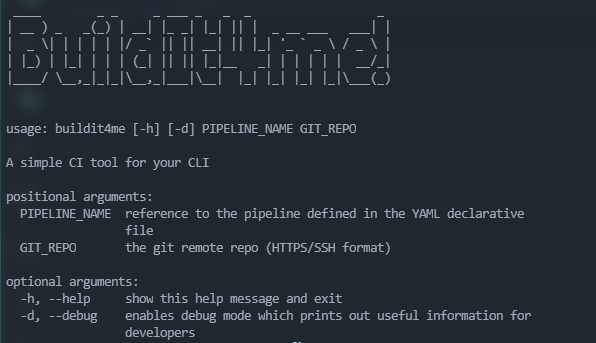 BuildIt4me!
usage: buildit4me [-h] [-d] PIPELINE_NAME GIT_REPO
A simple CI tool for your CLI
positional arguments:
PIPELINE_NAME reference to the pipeline defined in the YAML declarative
file
GIT_REPO the git remote repo (HTTPS/SSH format)
optional arguments:
-h, --help show this help message and exit
-d, --debug enables debug mode which prints out useful information for
developers